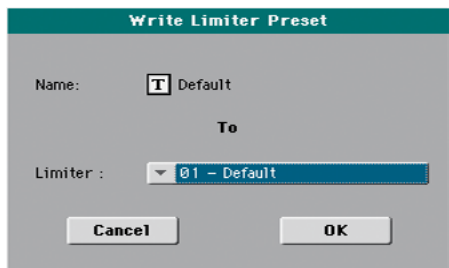 Write Limiter Preset
Name: T Default
To
Limiter : 01 – Default
Cancel OK